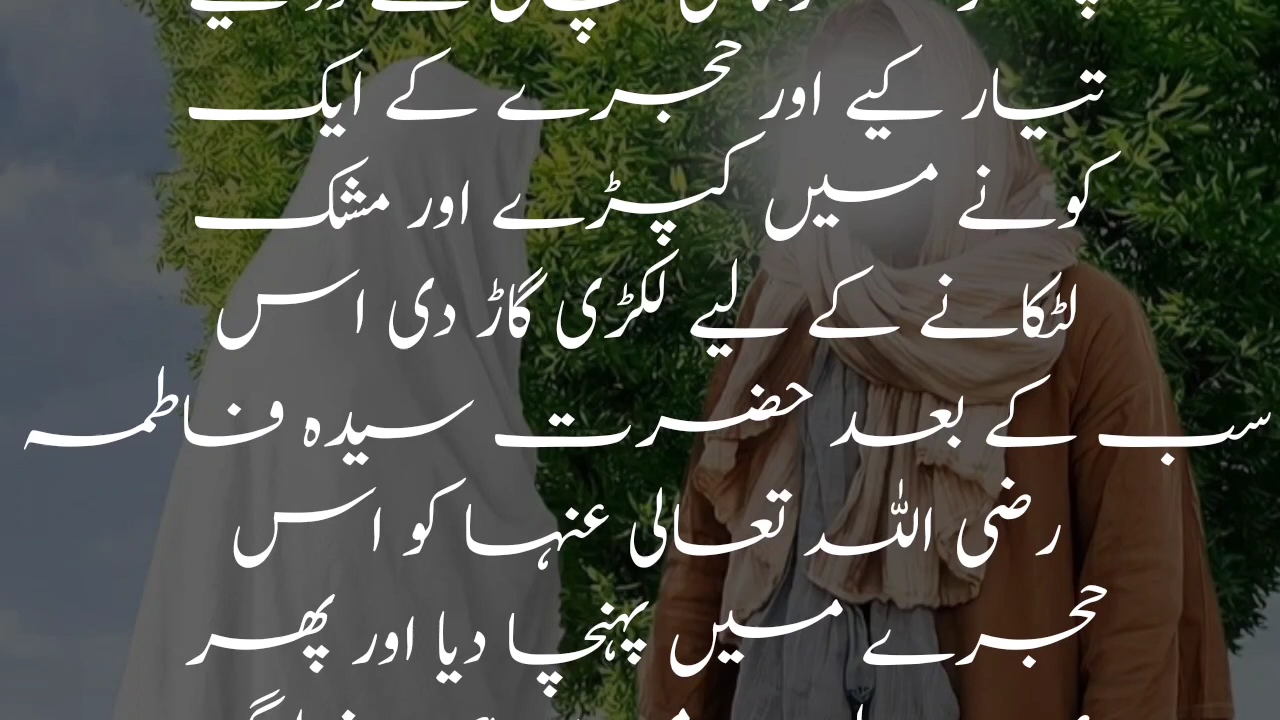 تیار کیے اور حجرے کے ایک
کونے میں کپڑے اور مشک
لٹکانے کے لیے لکڑی گاڑ دی اس
سب کے بعد حضرت سیدہ فاطمہ
رضی اللہ تعالی عنہا کو اس
حجرے میں پہنچا دیا اور پھر